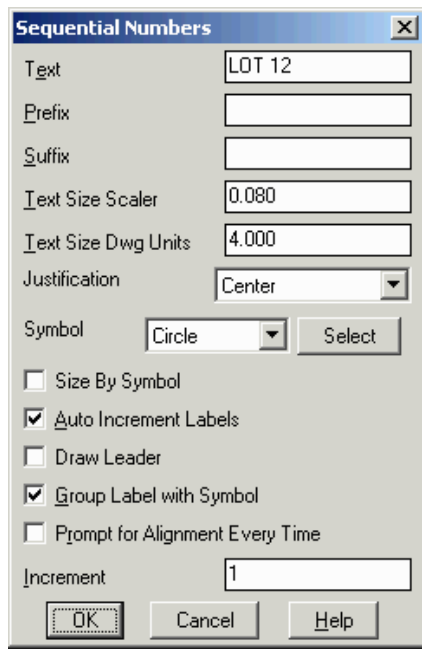 Sequential Numbers
Text LOT 12
Prefix
Suffix
Text Size Scaler 0.080
Text Size Dwg Units 4.000
Justification Center
Symbol Circle Select
Size By Symbol
Auto Increment Labels
Draw Leader
Group Label with Symbol
Prompt for Alignment Every Time
Increment 1
OK Cancel Help